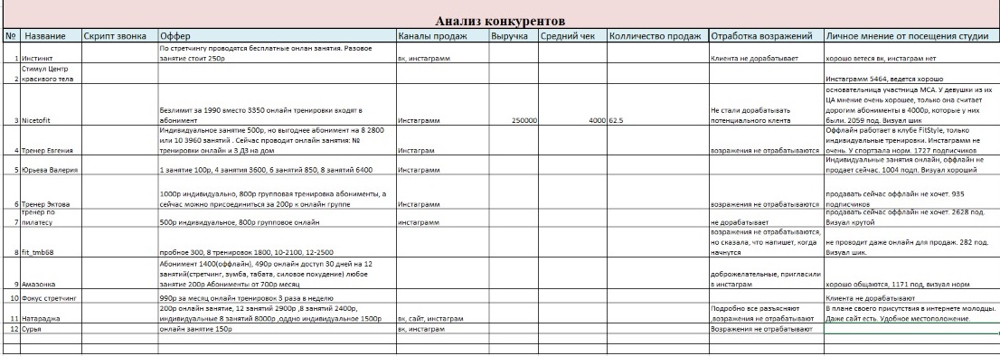 Анализ конкурентов
№ Название Скрипт звонка Оффер Каналы продаж Выручка Средний чек Колличество продаж Отработка возражений Личное мнение от посещения студии
По стретчингу проводятся бесплатные онлан занятия. Разовое
1 Инстинкт занятие стоит 250р вк, инстаграмм Клиента не дорабатывает хорошо ветеся вк, инстаграм нет
Стимул Центр
2 красивого тела Инстаграмм 5464, ведется хорошо
основательница участница МСА. У девушки из их
ЦА мнение очень хорошее, только она считает
Безлимит за 1990 вместо 3350 онлайн тренировки входят в Не стали дорабатывать дорогим абонименты в 4000р, которые у них
3 Nicetofit абонимент Инстаграмм 250000 4000 62.5 потенциального клента были. 2059 под. Визуал шик
Индивидуальное занятие 500р, но выгоднее абонимент на 8 2800 Оффлайн работает в клубе FitStyle, только
или 10 3960 занятий . Сейчас проводит онлайн занятия: № индивидуальные тренировки. Инстаграмм не
4 Тренер Евгения тренировки онлайн и 3 ДЗ на дом Инстаграм возражения не отрабатываются очень. У спортзала норм. 1727 подписчиков
Индивидуальные занятия онлайн, оффлайн не
5 Юрьева Валерия 1 занятие 100р, 4 занятия 3600, 6 занятий 850, 8 занятий 6400 Инстаграмм продает сейчас. 1004 подп. Визуал хороший
1000р индивидуально, 800р групповая тренировка абонименты, а продавать сейчас оффлайн не хочет. 935
6 Тренер Эктова сейчас можно присоединиться за 200р к онлайн группе Инстаграмм возражения не отрабатываются подписчиков
тренер по продавать сейчас оффлайн не хочет. 2628 под.
7 пилатесу 500р индивидуальное, 800р групповое онлайн инстаграмм не дорабатывает Визуал крутой
возражения не отрабатываются,
но сказала, что напишет, когда не проводит даже онлайн для продаж. 282 под.
8 fit_tmb68 пробное 300, 8 тренировок 1800, 10-2100, 12-2500 начнутся Визуал шик.
Абонимент 1400(оффлайн), 490р онлайн доступ 30 дней на 12
занятий(стретчинг, зумба, табата, силовое похудение) любое доброжелательные, пригласили
9 Амазонка занятие 200р Абонименты от 700р месяц в инстаграм хорошо общаются, 1171 под, визуал норм
10 Фокус стретчинг 990р за месяц онлайн тренировок 3 раза в неделю Клиента не дорабатывают
200р онлайн занятие, 12 занятий 2900р ,8 занятий 2400р, Подробно все разъясняют В плане своего присутствия в интернете молодцы.
11 Натараджа индивидуальные 8 занятий 8000р ,оддно индивидуальное 1500р вк, сайт, инстаграм ,возражения не отрабатывают Даже сайт есть. Удобное местоположение.
12 Сурья онлайн занятие 150р вк, инстаграм Возражения не отрабатывают